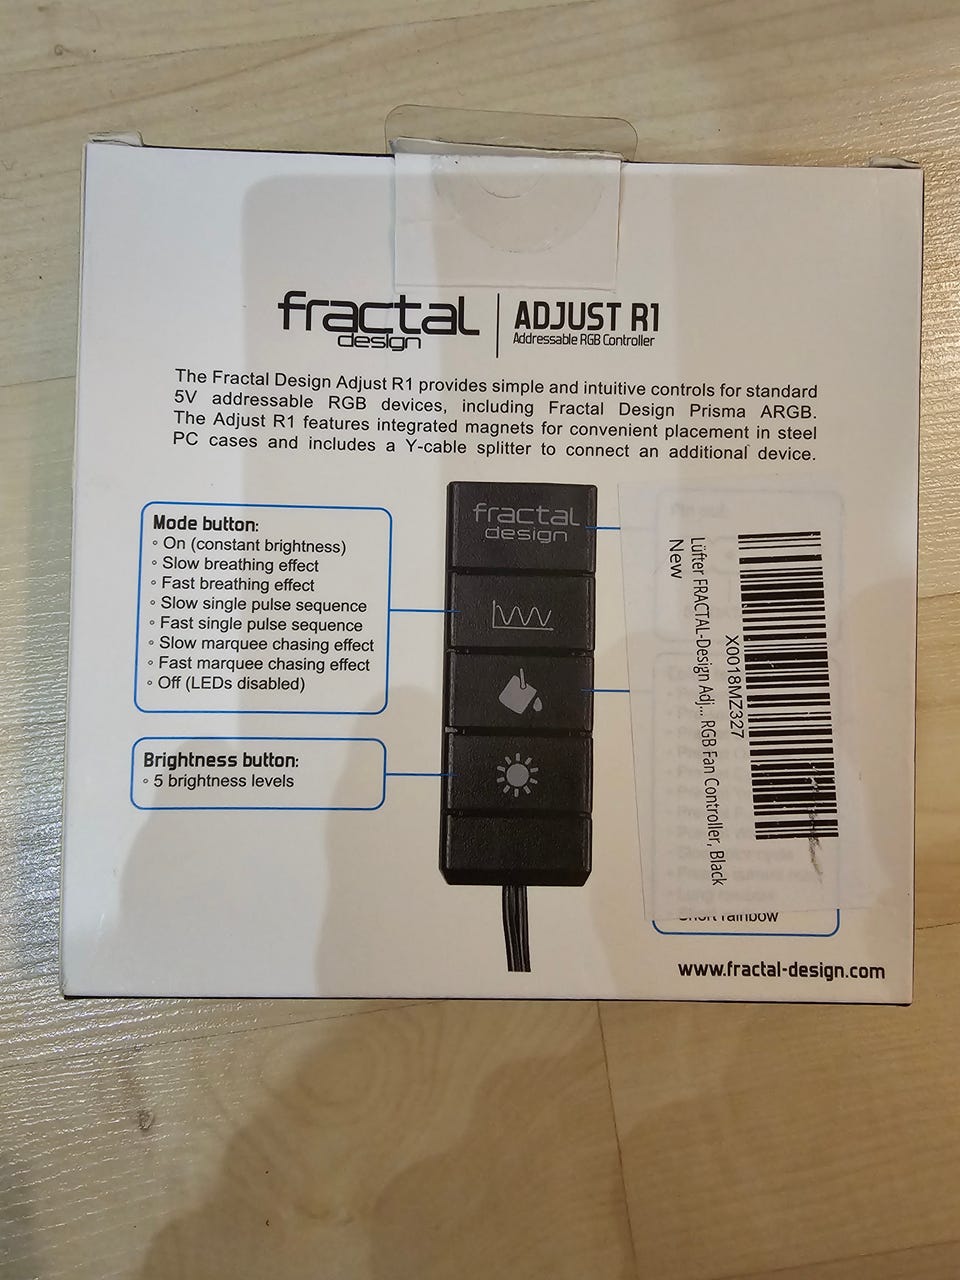 fractal
design
ADJUST R1
Addressable RGB Controller
The Fractal Design Adjust R1 provides simple and intuitive controls for standard
5V addressable RGB devices, including Fractal Design Prisma ARGB.
The Adjust R1 features integrated magnets for convenient placement in steel
PC cases and includes a Y-cable splitter to connect an additional device.
Mode button:
◦ On (constant brightness)
◦ Slow breathing effect
◦ Fast breathing effect
◦ Slow single pulse sequence
◦ Fast single pulse sequence
◦ Slow marquee chasing effect
◦ Fast marquee chasing effect
◦ Off (LEDs disabled)
Brightness button:
◦ 5 brightness levels
fractal
design
X0018MZ327
Lüfter FRACTAL-Design Adj... RGB Fan Controller, Black
New
Short rainbow
www.fractal-design.com